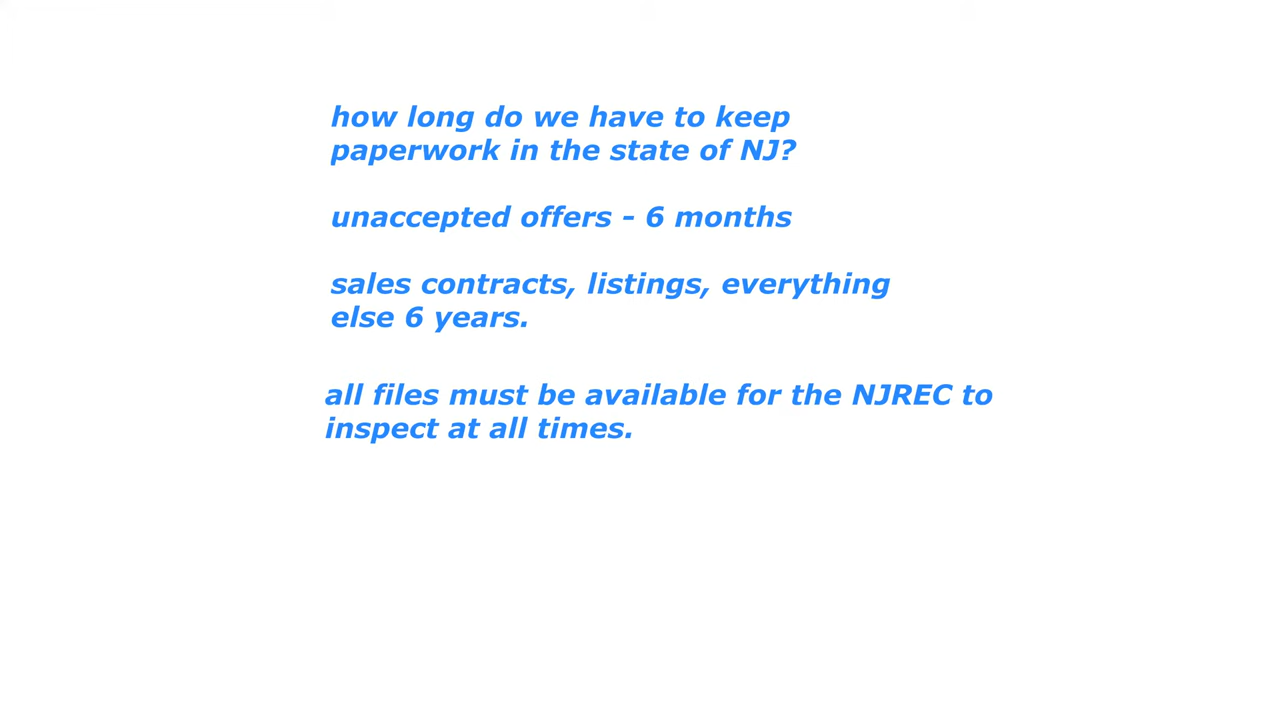 how long do we have to keep
paperwork in the state of NJ?
unaccepted offers - 6 months
sales contracts, listings, everything
else 6 years.
all files must be available for the NJREC to
inspect at all times.